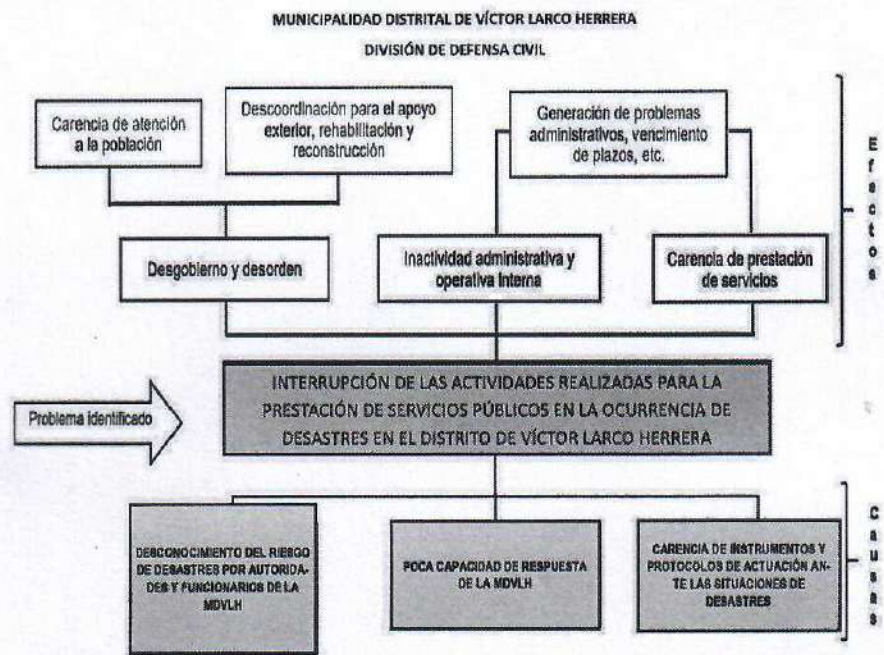 MUNICIPALIDAD DISTRITAL DE VÍCTOR LARCO HERRERA
DIVISIÓN DE DEFENSA CIVIL
Carencia de atención
a la población
Descoordinación para el apoyo
exterior, rehabilitación y
reconstrucción
Generación de problemas
administrativos, vencimiento
de plazos, etc.
Desgobierno y desorden
Inactividad administrativa y
operativa Interna
Carencia de prestación
de servicios
Efectos
Problema identificado
INTERRUPCIÓN DE LAS ACTIVIDADES REALIZADAS PARA LA
PRESTACIÓN DE SERVICIOS PÚBLICOS EN LA OCURRENCIA DE
DESASTRES EN EL DISTRITO DE VÍCTOR LARCO HERRERA
DESCONOCIMIENTO DEL RIESGO
DE DESASTRES POR AUTORIDA-
DES Y FUNCIONARIOS DE LA
MDVLH
POCA CAPACIDAD DE RESPUESTA
DE LA MDVLH
CARENCIA DE INSTRUMENTOS Y
PROTOCOLOS DE ACTUACIÓN AN-
TE LAS SITUACIONES DE
DESASTRES
Causas